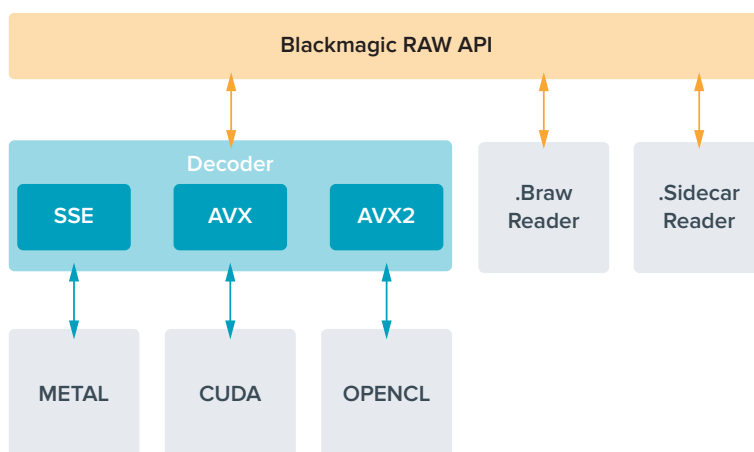 Blackmagic RAW API
Decoder
SSE
AVX
AVX2
.Braw
Reader
.Sidecar
Reader
METAL
CUDA
OPENCL